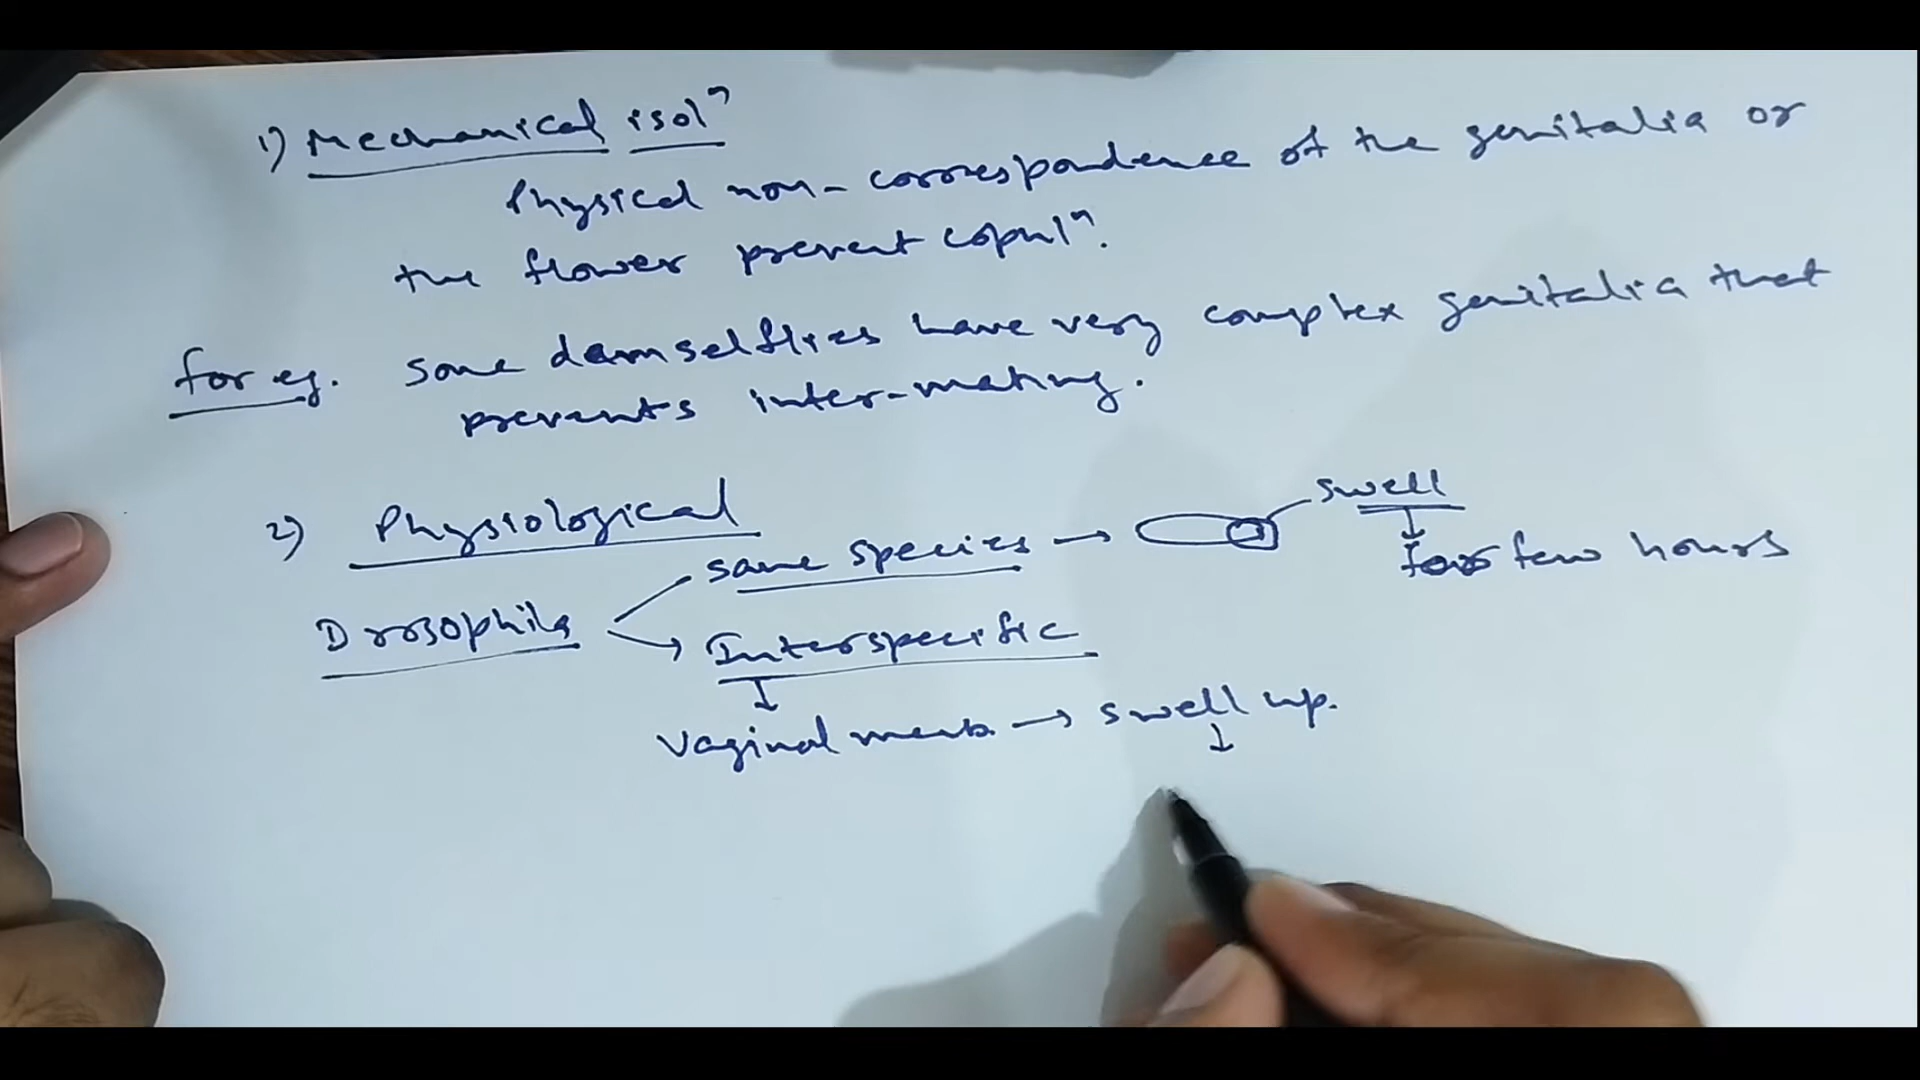 1) Mechanical isolⁿ
Physical non-correspondence of the genitalia or
the flower prevent copulⁿ.
for eg. some damselflies have very complex genitalia that
prevents inter-mating.
2) Physiological
Drosophila
same species → swell
↓
for few hours
→ Interspecific
↓
vaginal memb. → swell up.
↓